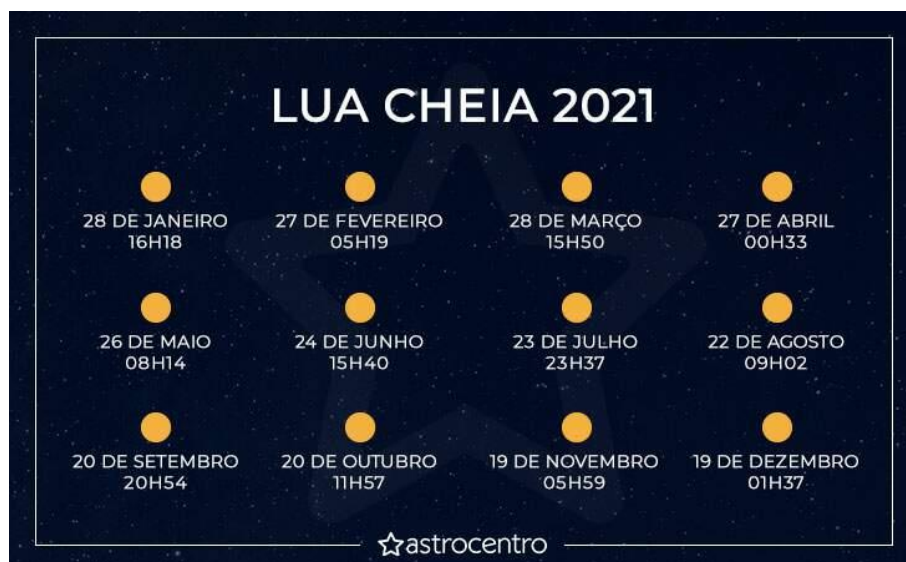 LUA CHEIA 2021
28 DE JANEIRO
16H18
27 DE FEVEREIRO
05H19
28 DE MARÇO
15H50
27 DE ABRIL
00H33
26 DE MAIO
08H14
24 DE JUNHO
15H40
23 DE JULHO
23H37
22 DE AGOSTO
09H02
20 DE SETEMBRO
20H54
20 DE OUTUBRO
11H57
19 DE NOVEMBRO
05H59
19 DE DEZEMBRO
01H37
astrocentro